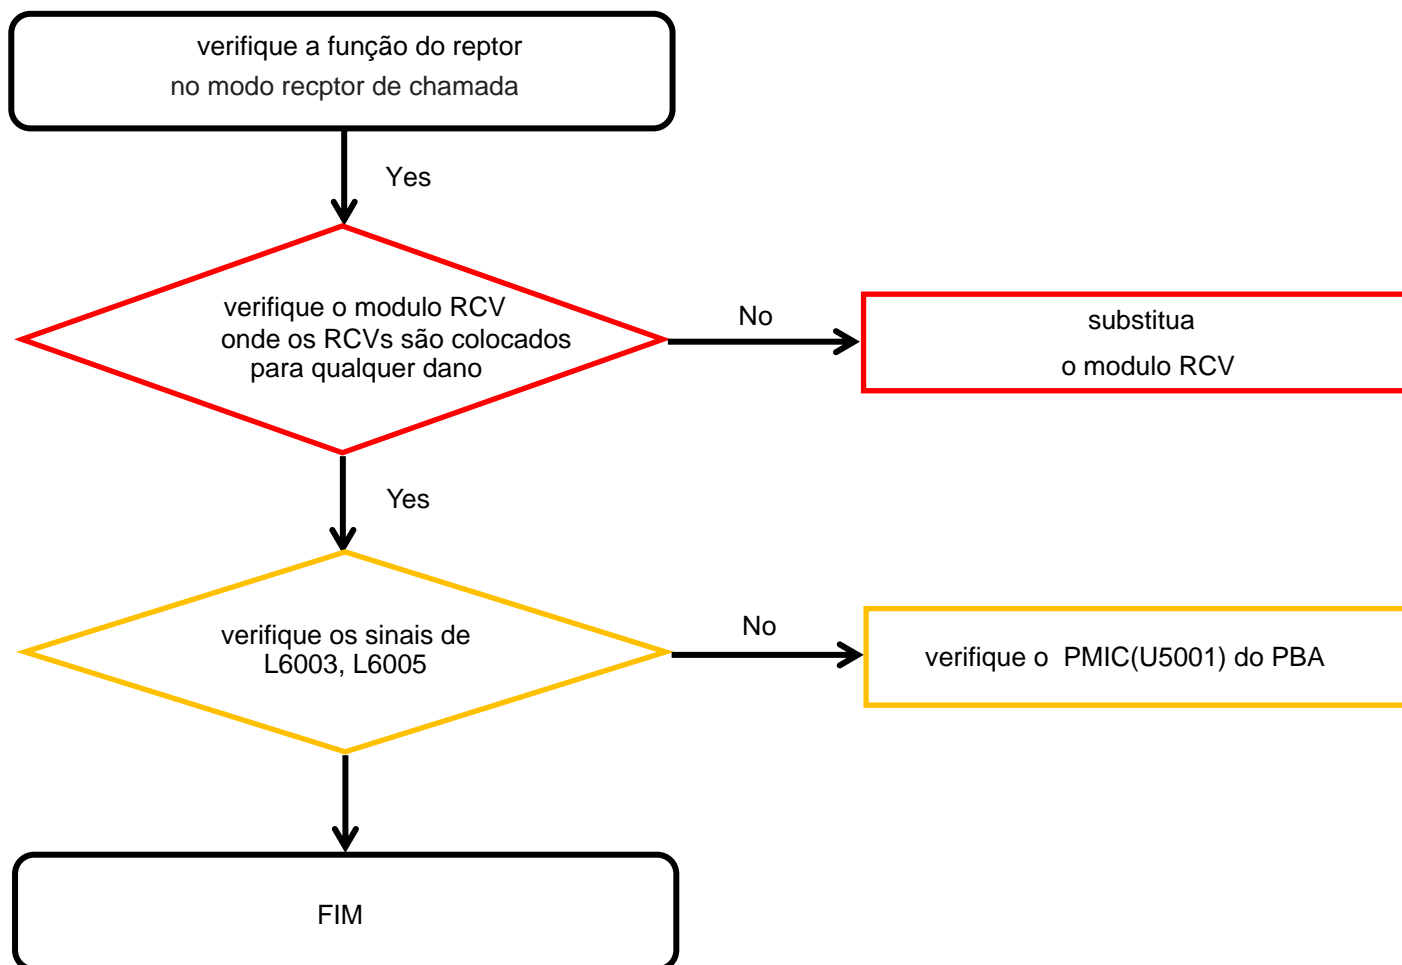 verifique a função do reptor
no modo recptor de chamada
Yes
verifique o modulo RCV
onde os RCVs são colocados
para qualquer dano
No
substitua
o modulo RCV
Yes
verifique os sinais de
L6003, L6005
No
verifique o  PMIC(U5001) do PBA
FIM